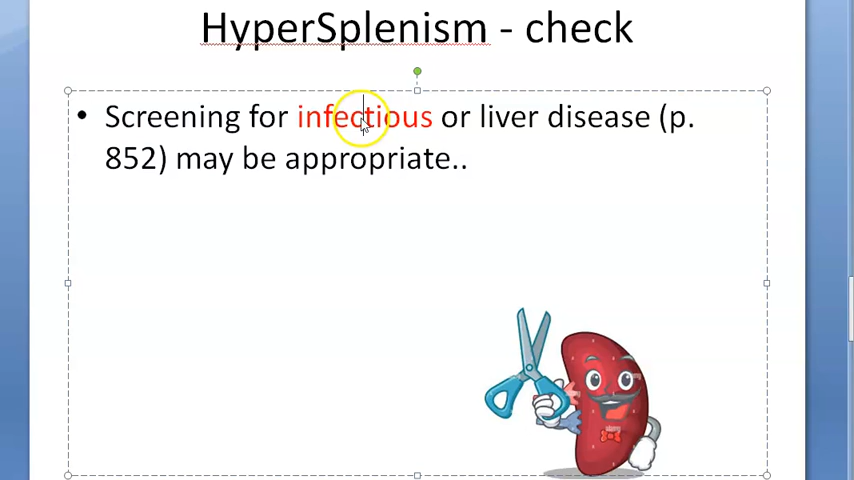 HyperSplenism - check
• Screening for infectious or liver disease (p.
852) may be appropriate..